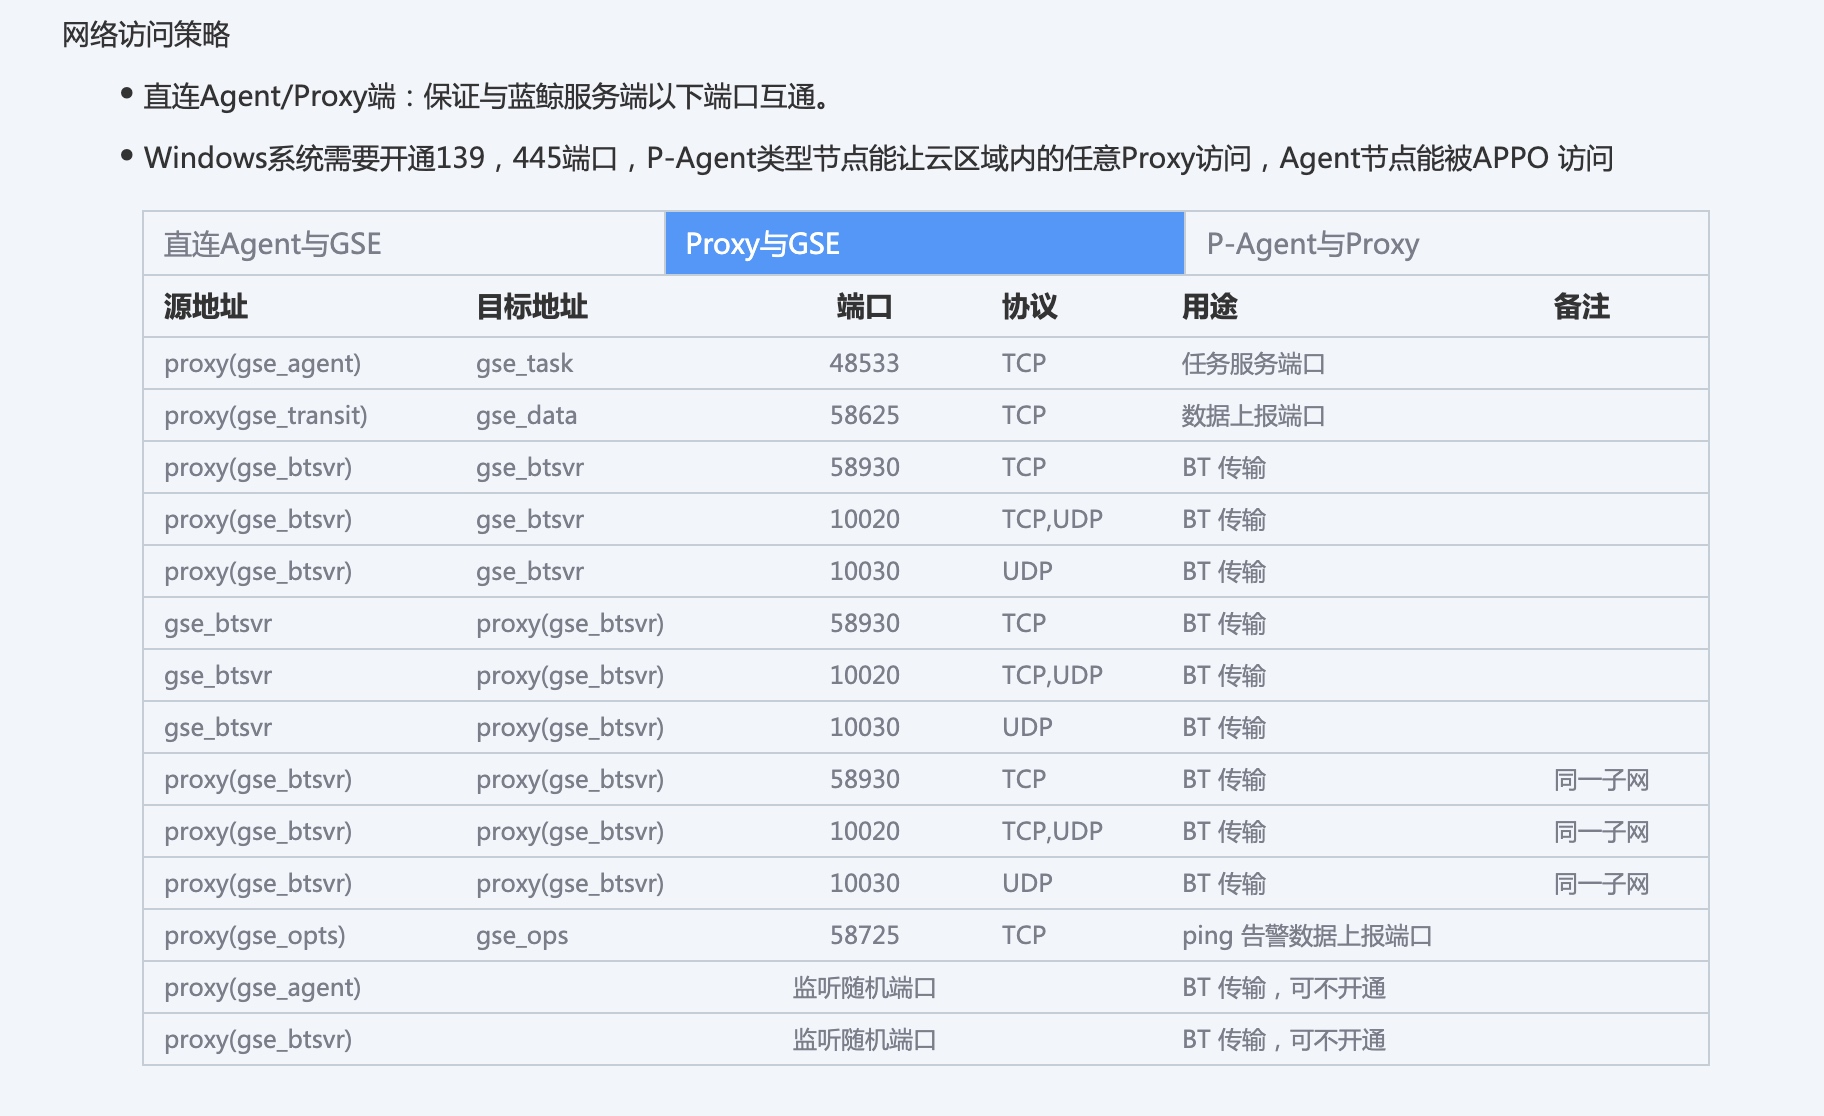 网络访问策略
直连Agent/Proxy端：保证与蓝鲸服务端以下端口互通。
Windows系统需要开通139，445端口，P-Agent类型节点能让云区域内的任意Proxy访问，Agent节点能被APPO 访问
直连Agent与GSE Proxy与GSE P-Agent与Proxy
源地址 目标地址 端口 协议 用途 备注
proxy(gse_agent) gse_task 48533 TCP 任务服务端口
proxy(gse_transit) gse_data 58625 TCP 数据上报端口
proxy(gse_btsvr) gse_btsvr 58930 TCP BT 传输
proxy(gse_btsvr) gse_btsvr 10020 TCP,UDP BT 传输
proxy(gse_btsvr) gse_btsvr 10030 UDP BT 传输
gse_btsvr proxy(gse_btsvr) 58930 TCP BT 传输
gse_btsvr proxy(gse_btsvr) 10020 TCP,UDP BT 传输
gse_btsvr proxy(gse_btsvr) 10030 UDP BT 传输
proxy(gse_btsvr) proxy(gse_btsvr) 58930 TCP BT 传输 同一子网
proxy(gse_btsvr) proxy(gse_btsvr) 10020 TCP,UDP BT 传输 同一子网
proxy(gse_btsvr) proxy(gse_btsvr) 10030 UDP BT 传输 同一子网
proxy(gse_opts) gse_ops 58725 TCP ping 告警数据上报端口
proxy(gse_agent) 监听随机端口 BT 传输，可不开通
proxy(gse_btsvr) 监听随机端口 BT 传输，可不开通